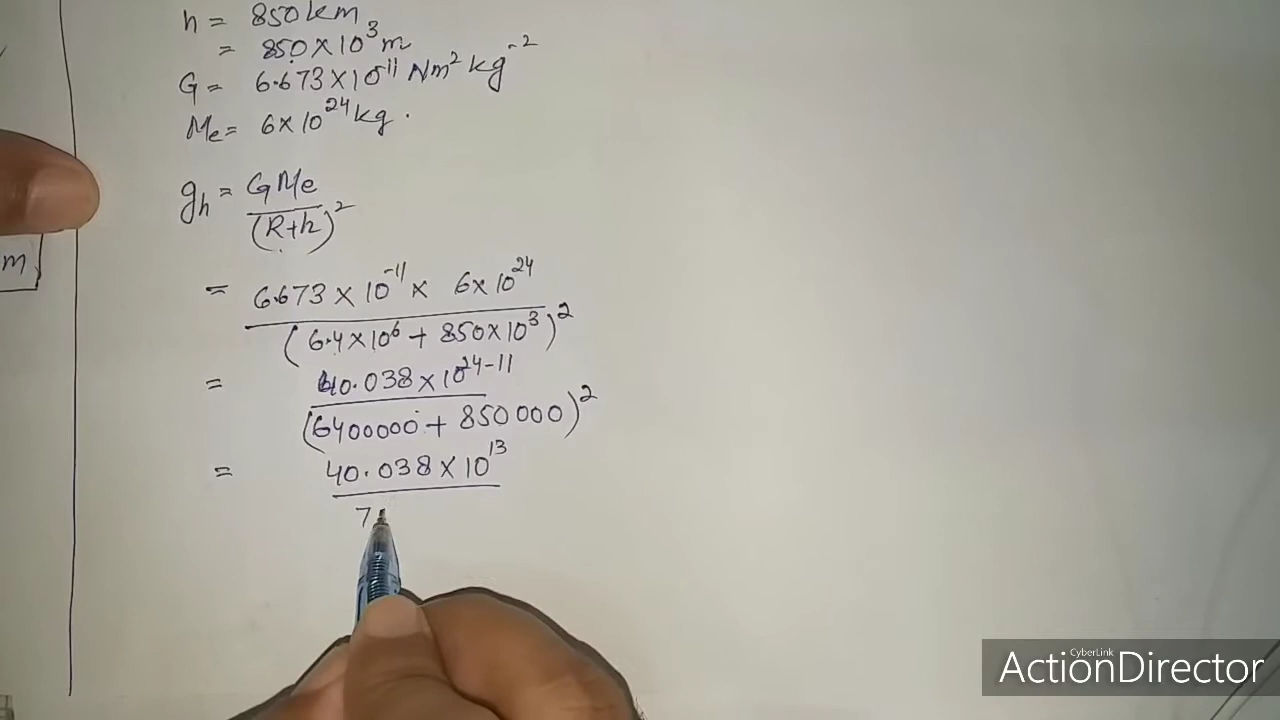 h = 850 km
= 850×10³ m
G = 6.673×10⁻¹¹ Nm² kg⁻²
Me = 6×10²⁴ kg.
gh = GMe
(R+h)²
m
= 6.673 × 10⁻¹¹ × 6×10²⁴
(6.4×10⁶ + 850×10³)²
= 40.038×10²⁴⁻¹¹
(6400000 + 850000)²
= 40.038×10¹³
7
CyberLink
ActionDirector